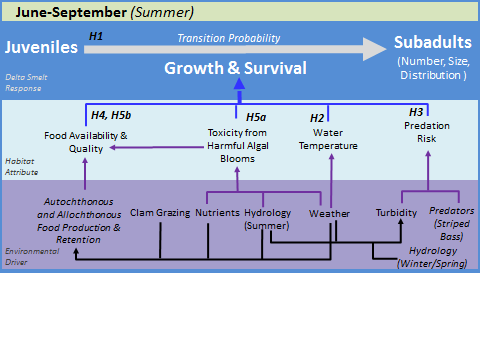 June-September (Summer)
H1
Juveniles
Transition Probability
Subadults
(Number, Size,
Distribution )
Growth & Survival
Delta Smelt
Response
H4, H5b
H5a
H2
H3
Food Availability &
Quality
Toxicity from
Harmful Algal
Blooms
Water
Temperature
Predation
Risk
Habitat
Attribute
Autochthonous
and Allochthonous
Food Production &
Retention
Clam Grazing
Nutrients
Hydrology
(Summer)
Weather
Turbidity
Predators
(Striped
Bass)
Hydrology
(Winter/Spring)
Environmental
Driver